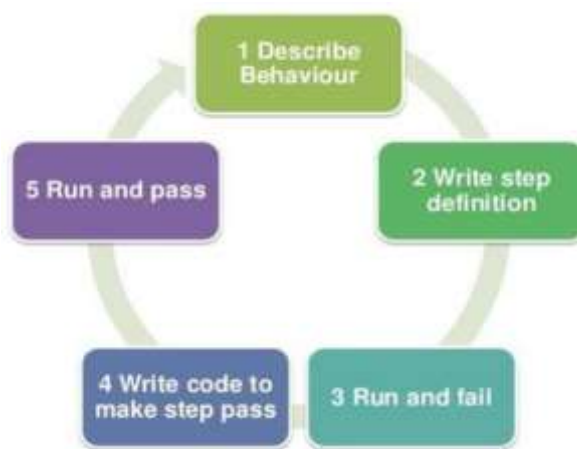 1 Describe
Behaviour
2 Write step
definition
3 Run and fail
4 Write code to
make step pass
5 Run and pass